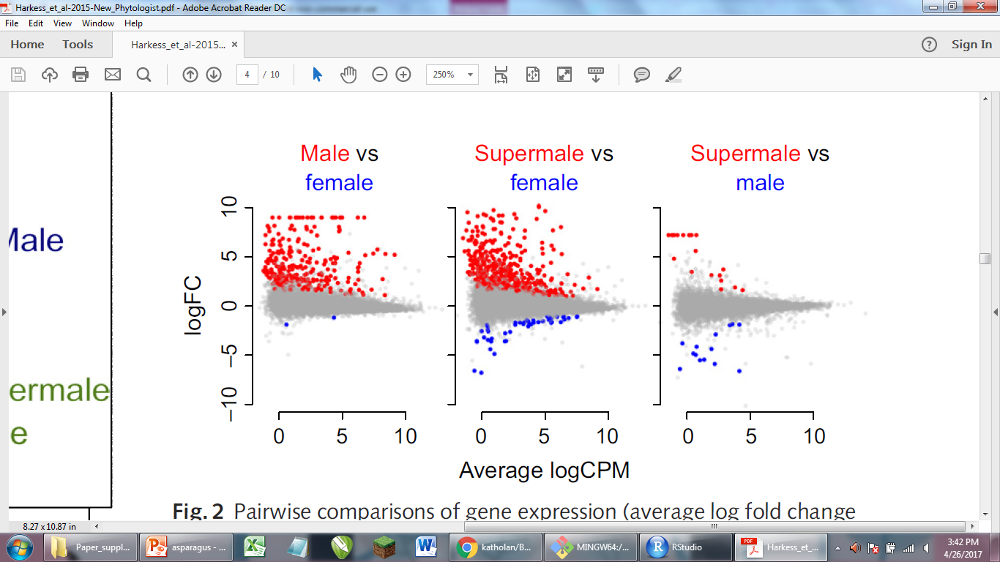 Harkess_et_al-2015-New_Phytologist.pdf - Adobe Acrobat Reader DC
File Edit View Window Help
Home Tools Harkess_et_al-2015... × Sign In
4 / 10 250%
Male
ermale
e
Male vs
female
Supermale vs
female
Supermale vs
male
logFC
10
5
0
−5
−10
0 5 10
0 5 10
0 5 10
Average logCPM
Fig. 2 Pairwise comparisons of gene expression (average log fold change
8.27 x 10.87 in
Paper_suppl... asparagus - ... katholan/B... MINGW64:/... RStudio Harkess_et_... 3:42 PM
4/26/2017